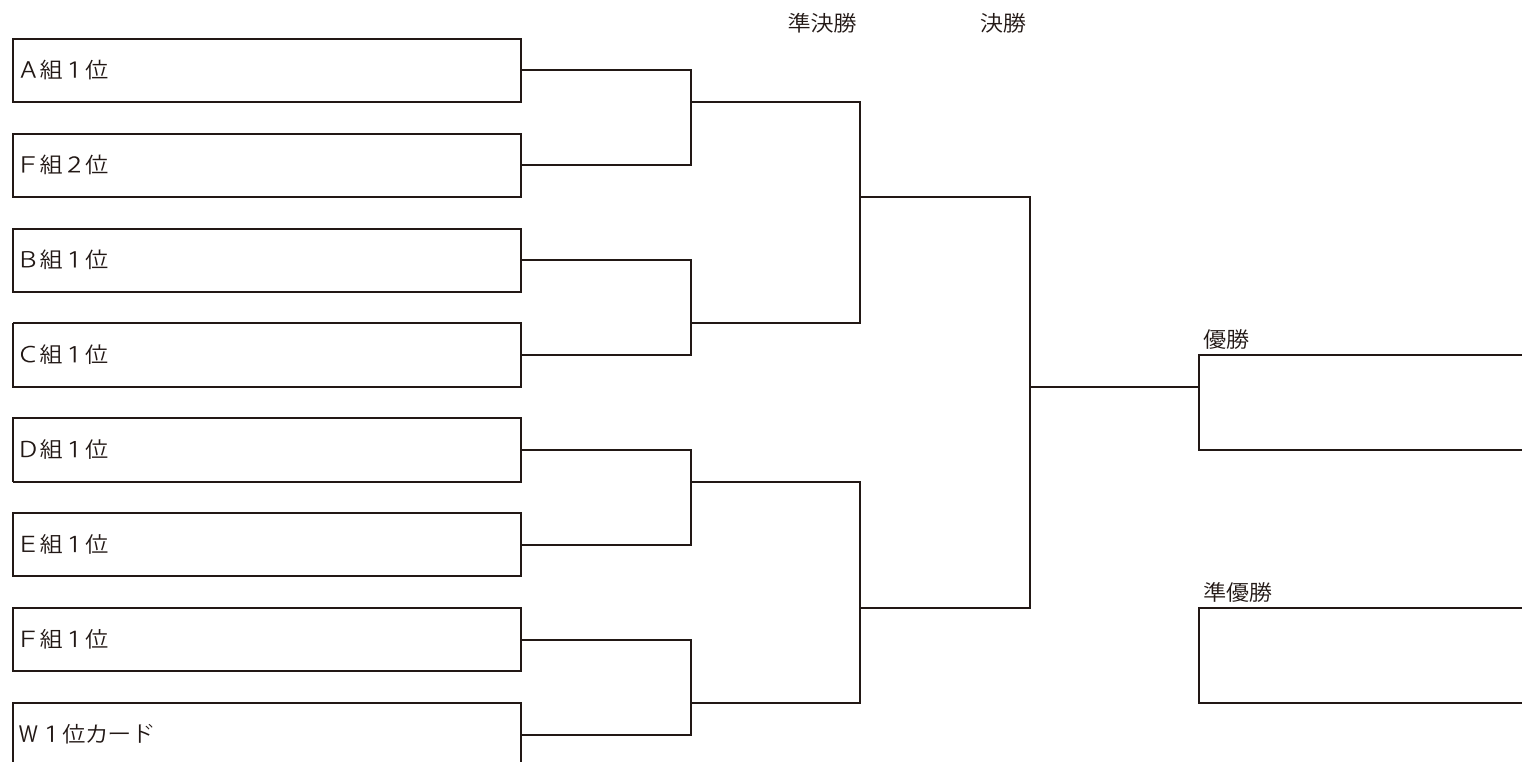 準決勝
決勝
Ａ組１位
Ｆ組２位
Ｂ組１位
Ｃ組１位
優勝
Ｄ組１位
Ｅ組１位
準優勝
Ｆ組１位
Ｗ１位カード